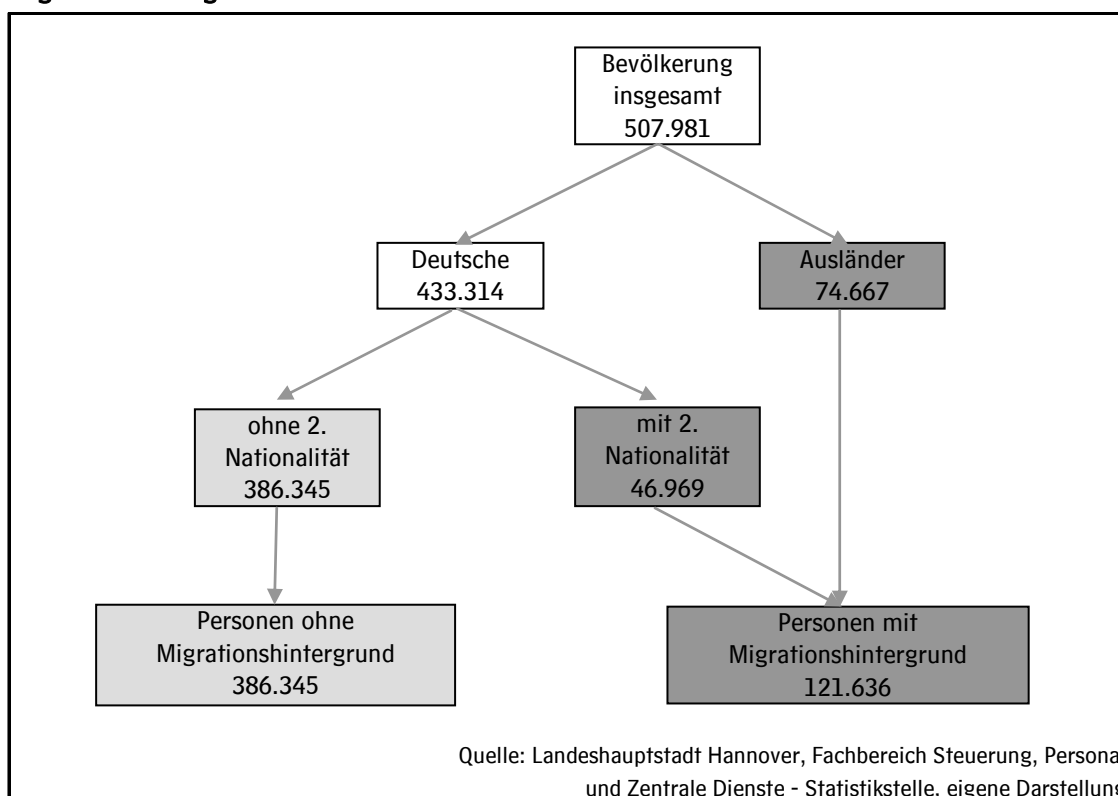 Bevölkerung
insgesamt
507.981
Deutsche
433.314
Ausländer
74.667
ohne 2.
Nationalität
386.345
mit 2.
Nationalität
46.969
Personen ohne
Migrationshintergrund
386.345
Personen mit
Migrationshintergrund
121.636
Quelle: Landeshauptstadt Hannover, Fachbereich Steuerung, Persona
und Zentrale Dienste - Statistikstelle, eigene Darstellung